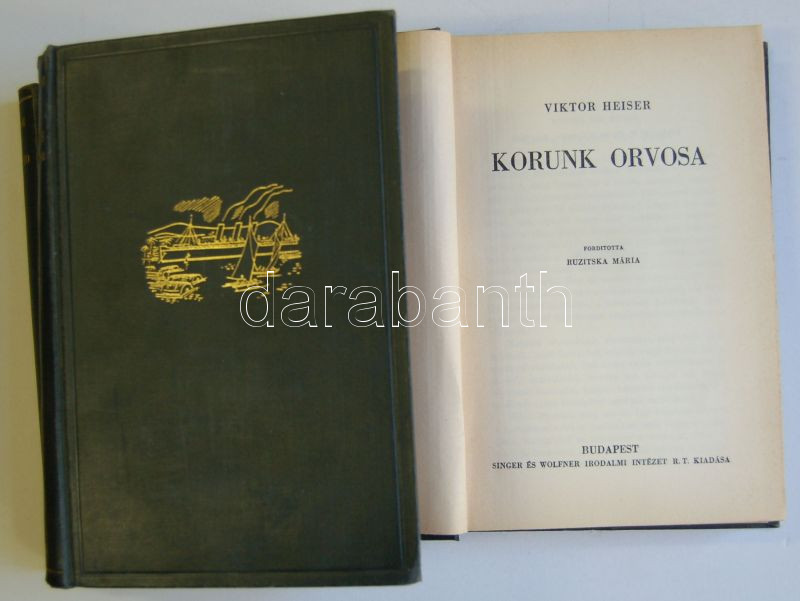 VIKTOR HEISER
KORUNK ORVOSA
FORDITOTTA
RUZITSKA MÁRIA
BUDAPEST
SINGER ÉS WOLFNER IRODALMI INTÉZET R. T. KIADÁSA
darabanth